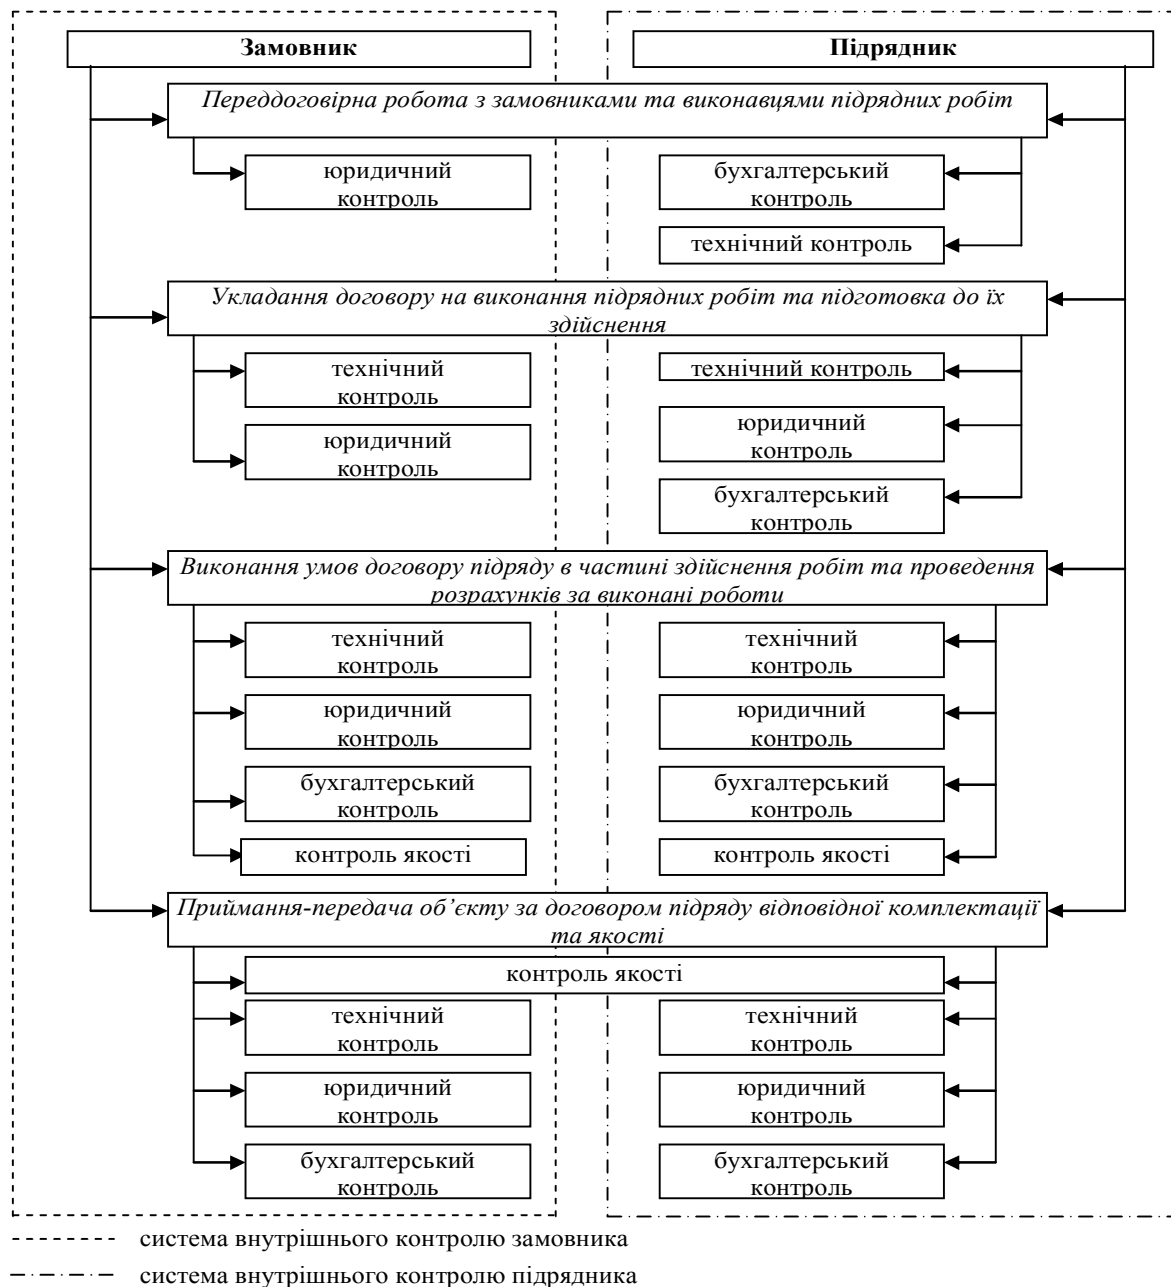 Замовник
Підрядник
Переддоговірна робота з замовниками та виконавцями підрядних робіт
юридичний
контроль
бухгалтерський
контроль
технічний контроль
Укладання договору на виконання підрядних робіт та підготовка до їх
здійснення
технічний
контроль
юридичний
контроль
технічний контроль
юридичний
контроль
бухгалтерський
контроль
Виконання умов договору підряду в частині здійснення робіт та проведення
розрахунків за виконані роботи
технічний
контроль
юридичний
контроль
бухгалтерський
контроль
контроль якості
технічний
контроль
юридичний
контроль
бухгалтерський
контроль
контроль якості
Приймання-передача об’єкту за договором підряду відповідної комплектації
та якості
контроль якості
технічний
контроль
юридичний
контроль
бухгалтерський
контроль
технічний
контроль
юридичний
контроль
бухгалтерський
контроль
система внутрішнього контролю замовника
система внутрішнього контролю підрядника